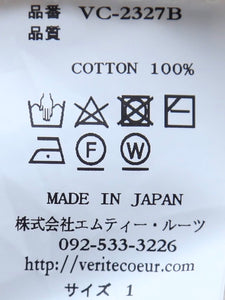 品番 VC-2327B
品質
COTTON 100%
F W
MADE IN JAPAN
株式会社エムティー・ルーツ
092-533-3226
http://veritecoeur.com/
サイズ 1